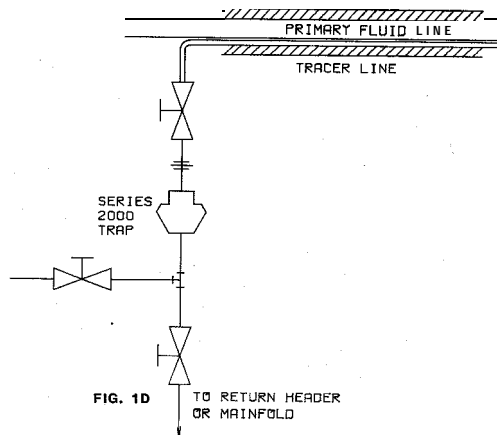 PRIMARY FLUID LINE
TRACER LINE
SERIES
2000
TRAP
FIG. 1D
TO RETURN HEADER
OR MAINFOLD